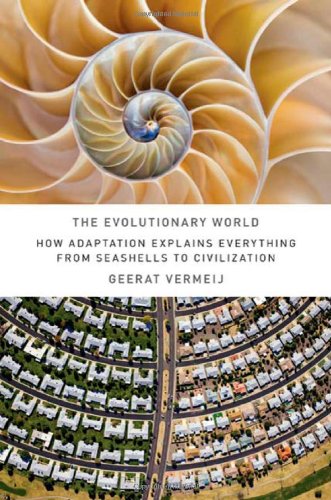 THE EVOLUTIONARY WORLD
HOW ADAPTATION EXPLAINS EVERYTHING
FROM SEASHELLS TO CIVILIZATION
GEERAT VERMEIJ